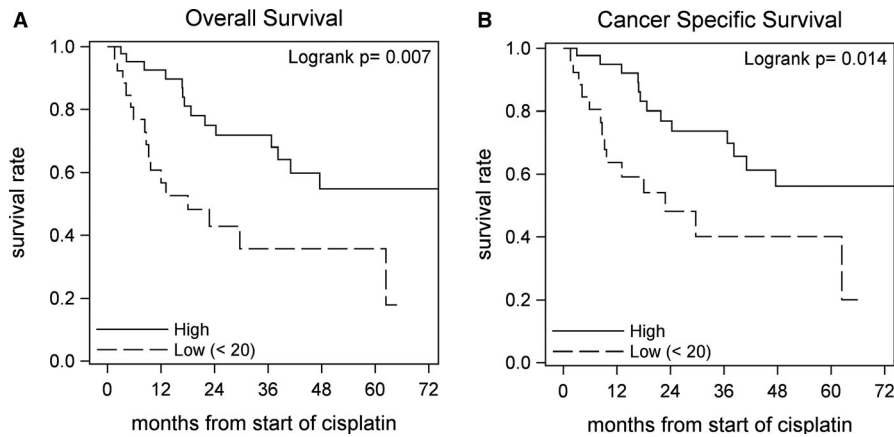 A
Overall Survival
Logrank p= 0.007
1.0
0.8
0.6
0.4
0.2
0.0
survival rate
High
Low (< 20)
0 12 24 36 48 60 72
months from start of cisplatin
B
Cancer Specific Survival
Logrank p= 0.014
1.0
0.8
0.6
0.4
0.2
0.0
survival rate
High
Low (< 20)
0 12 24 36 48 60 72
months from start of cisplatin